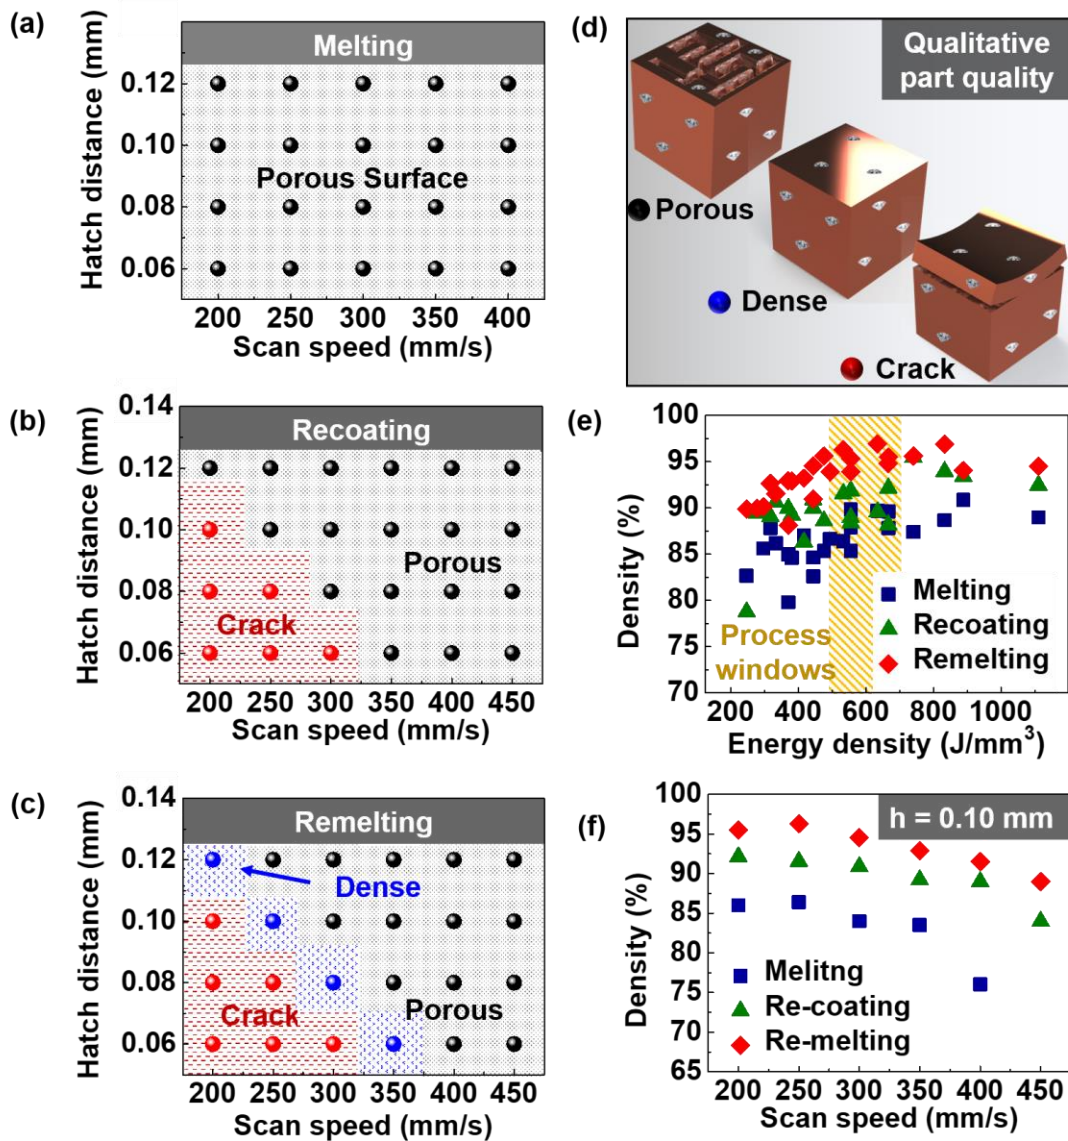 (a)
Melting
Hatch distance (mm)
0.12
0.10
0.08
0.06
Porous Surface
200 250 300 350 400
Scan speed (mm/s)
(b)
Recoating
Hatch distance (mm)
0.14
0.12
0.10
0.08
0.06
Porous
Crack
200 250 300 350 400 450
Scan speed (mm/s)
(c)
Remelting
Hatch distance (mm)
0.14
0.12
0.10
0.08
0.06
Dense
Crack
Porous
200 250 300 350 400 450
Scan speed (mm/s)
(d)
Qualitative
part quality
Porous
Dense
Crack
(e)
Density (%)
100
95
90
85
80
75
70
Melting
Recoating
Remelting
Process
windows
200 400 600 800 1000
Energy density (J/mm³)
(f)
h = 0.10 mm
Density (%)
100
95
90
85
80
75
70
65
Melitng
Re-coating
Re-melting
200 250 300 350 400 450
Scan speed (mm/s)